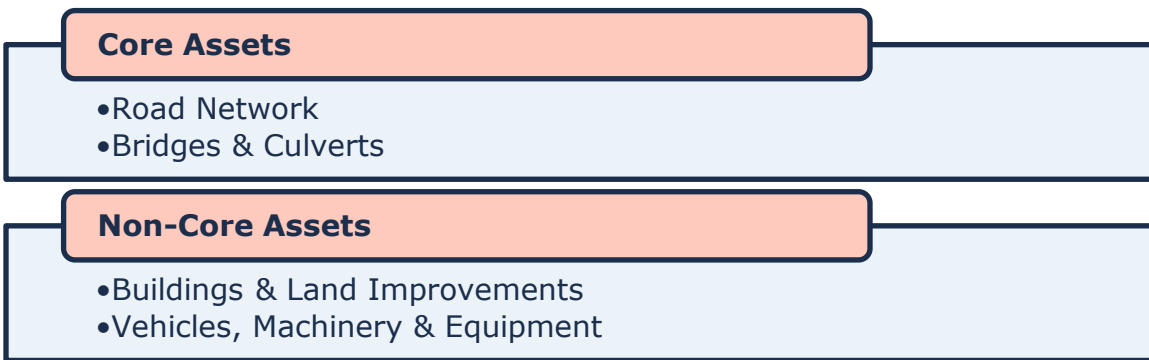 Core Assets
•Road Network
•Bridges & Culverts
Non-Core Assets
•Buildings & Land Improvements
•Vehicles, Machinery & Equipment